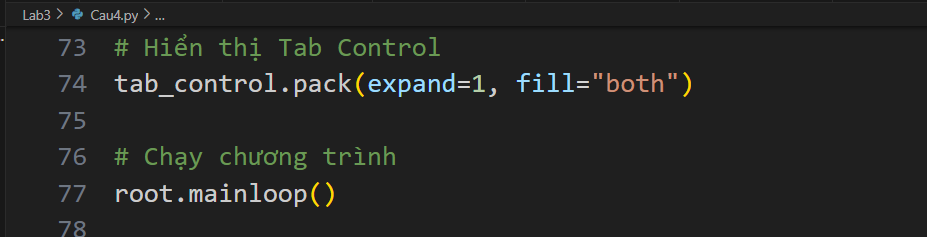 Lab3 > Cau4.py > ...
73 # Hiển thị Tab Control
74 tab_control.pack(expand=1, fill="both")
75
76 # Chạy chương trình
77 root.mainloop()
78